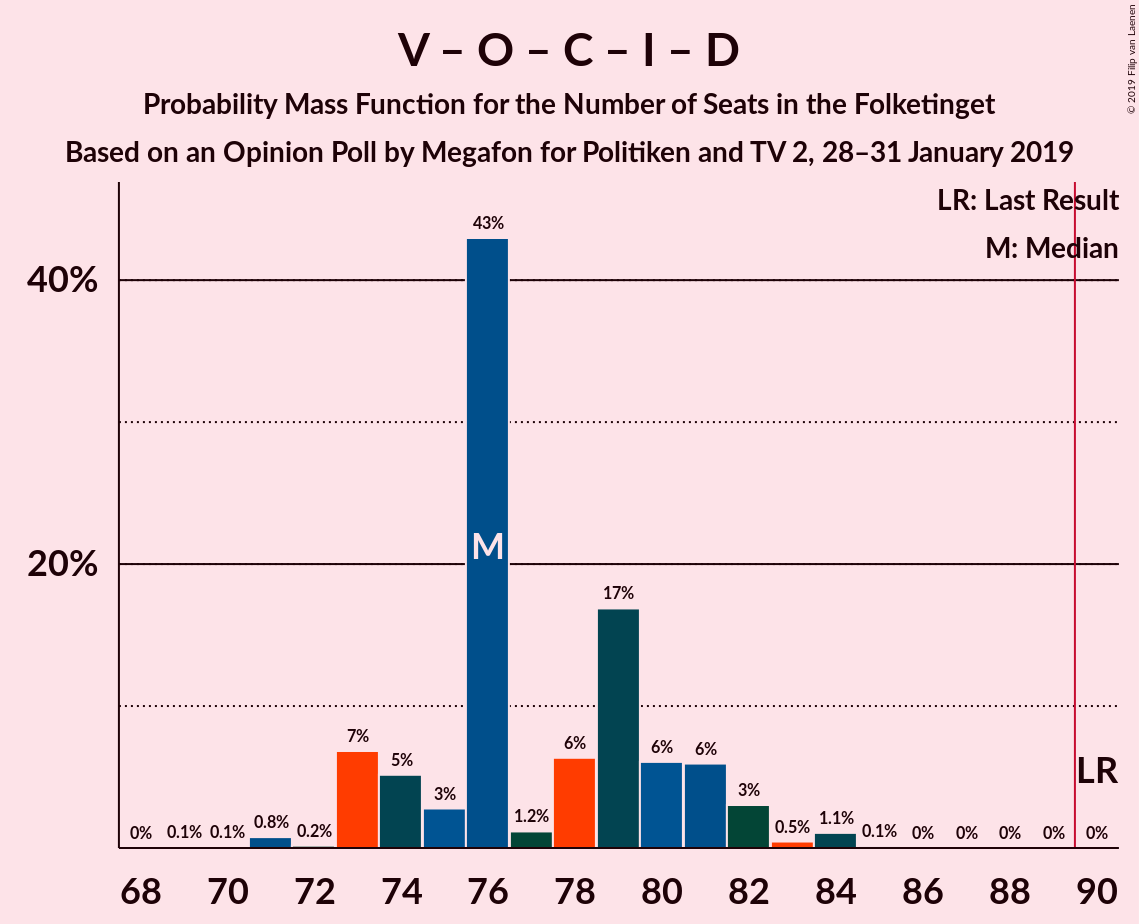 V – O – C – I – D
Probability Mass Function for the Number of Seats in the Folketinget
Based on an Opinion Poll by Megafon for Politiken and TV 2, 28–31 January 2019
© 2019 Filip van Laenen
LR: Last Result
M: Median
40%
20%
0% 0.1% 0.1% 0.8% 0.2% 7% 5% 3% 43% 1.2% 6% 17% 6% 6% 3% 0.5% 1.1% 0.1% 0% 0% 0% 0% 0%
M
LR
68 70 72 74 76 78 80 82 84 86 88 90